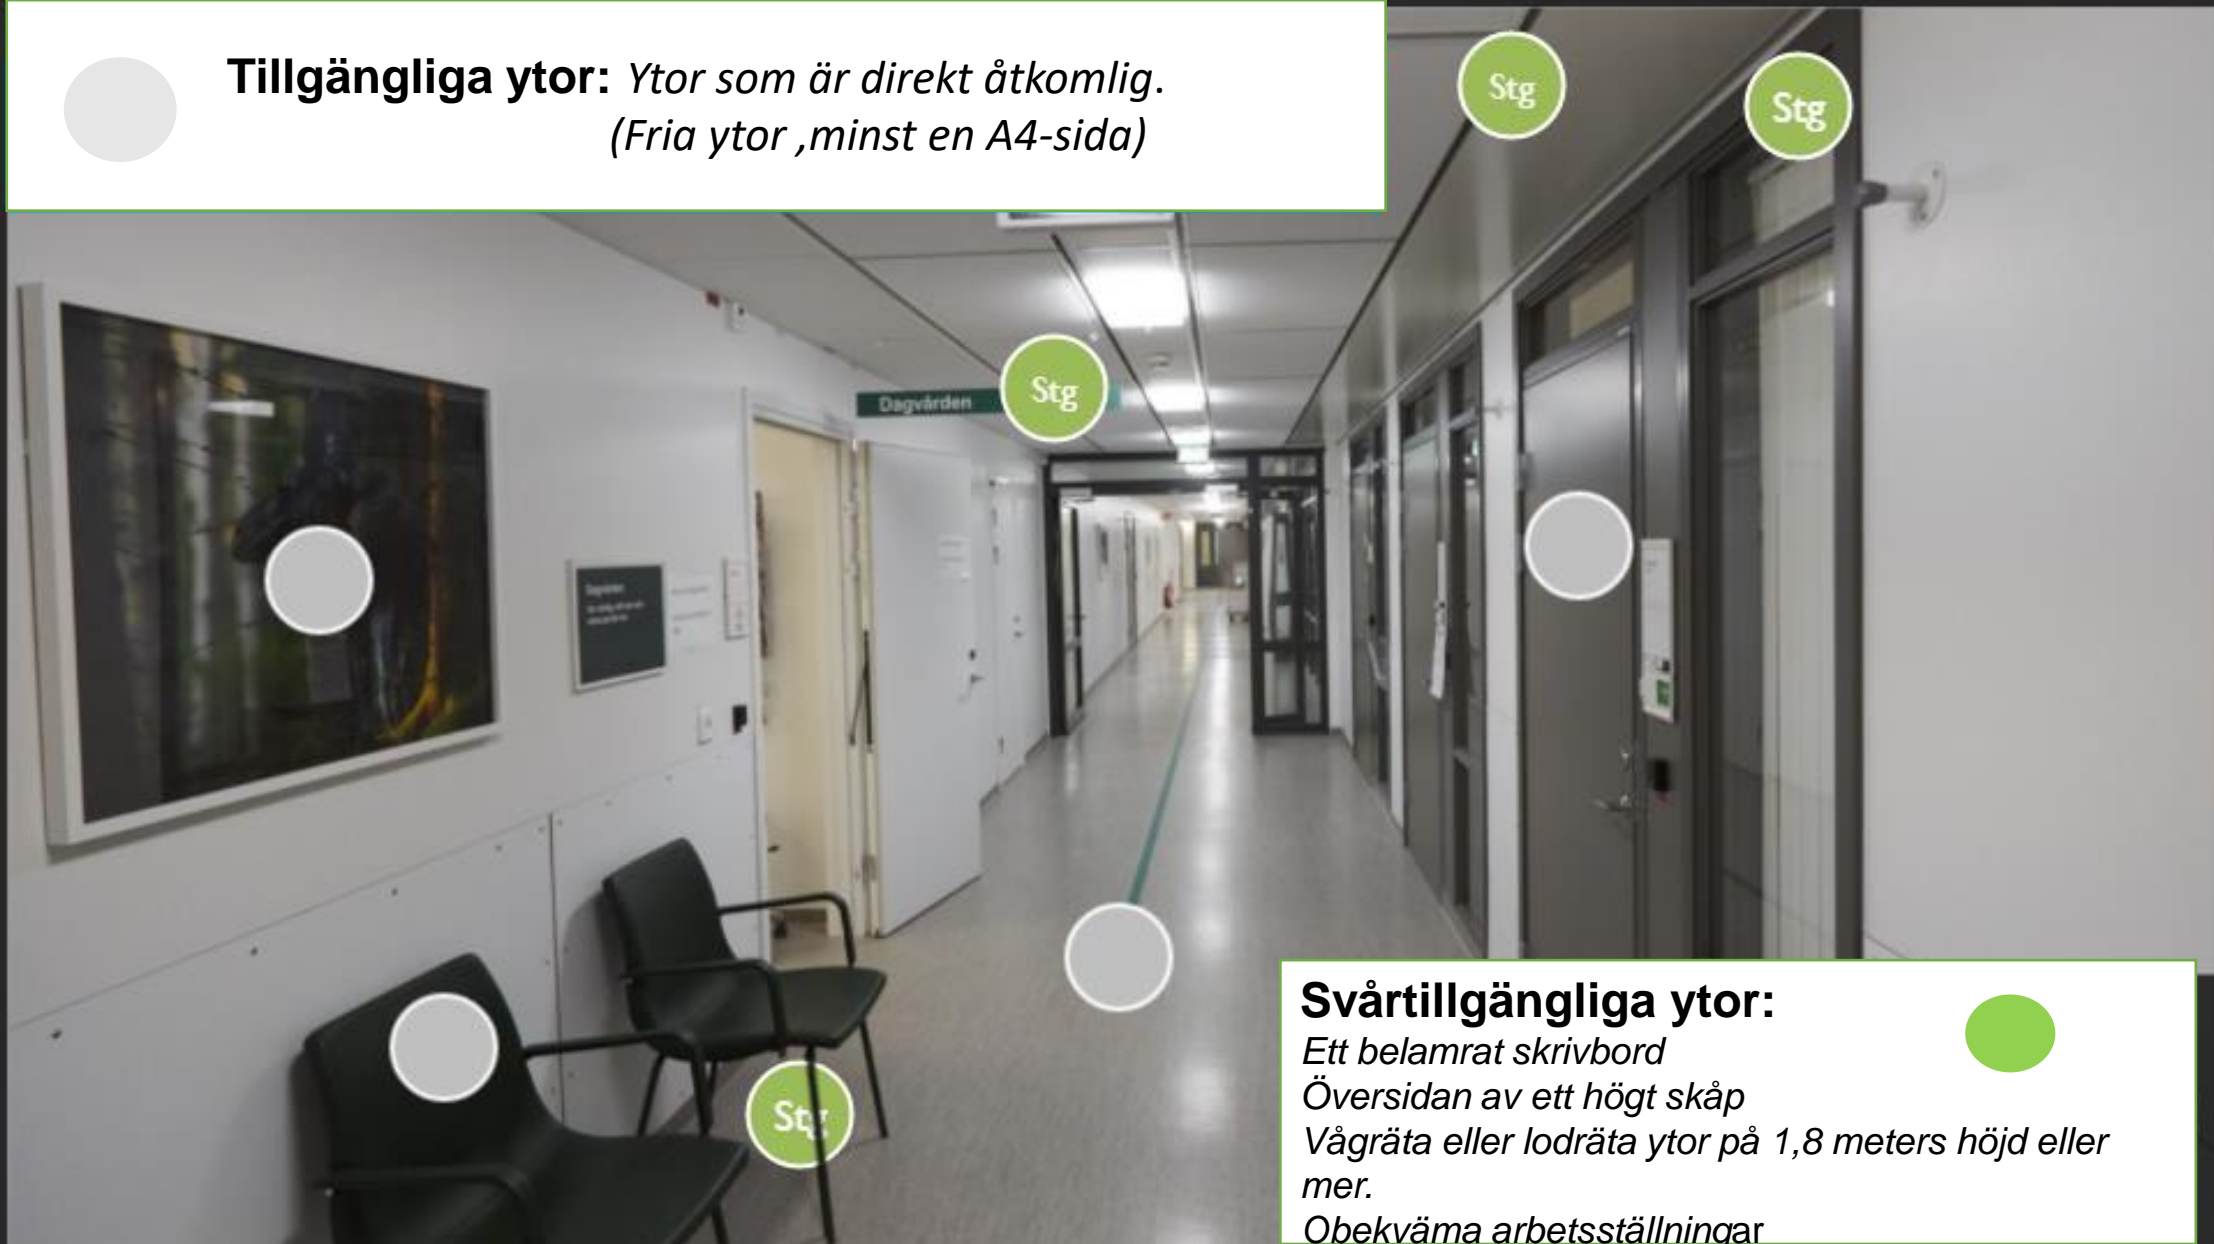 Tillgängliga ytor: Ytor som är direkt åtkomlig.
(Fria ytor ,minst en A4-sida)
Stg
Stg
Stg
Dagvården
Stg
Svårtillgängliga ytor:
Ett belamrat skrivbord
Översidan av ett högt skåp
Vågräta eller lodräta ytor på 1,8 meters höjd eller
mer.
Obekväma arbetsställningar